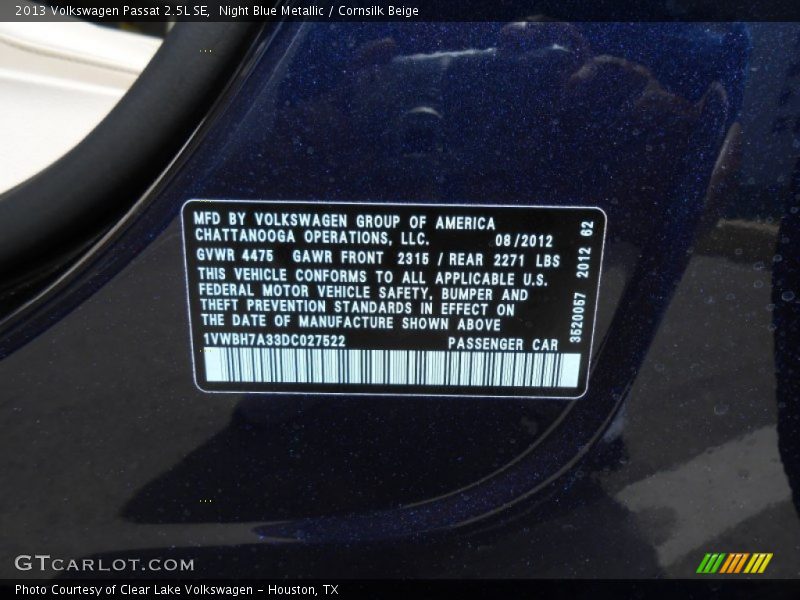 2013 Volkswagen Passat 2.5L SE,  Night Blue Metallic / Cornsilk Beige
MFD BY VOLKSWAGEN GROUP OF AMERICA
CHATTANOOGA OPERATIONS, LLC. 08/2012
GVWR 4475 GAWR FRONT 2315 / REAR 2271 LBS
THIS VEHICLE CONFORMS TO ALL APPLICABLE U.S.
FEDERAL MOTOR VEHICLE SAFETY, BUMPER AND
THEFT PREVENTION STANDARDS IN EFFECT ON
THE DATE OF MANUFACTURE SHOWN ABOVE
1VWBH7A33DC027522 PASSENGER CAR
3520067 2012 62
GTCARLOT.COM
Photo Courtesy of Clear Lake Volkswagen – Houston, TX